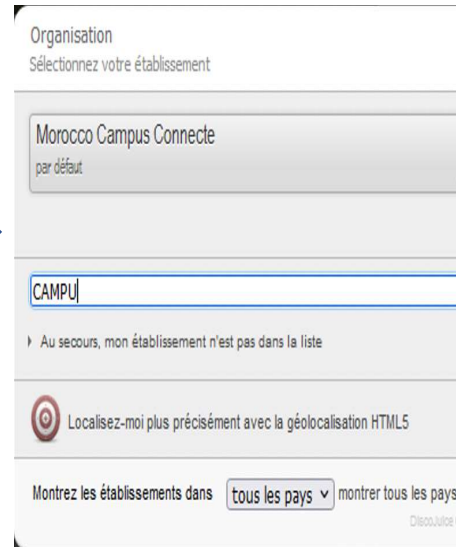 Organisation
Sélectionnez votre établissement
Morocco Campus Connecte
par défaut
CAMPU
Au secours, mon établissement n'est pas dans la liste
Localisez-moi plus précisément avec la géolocalisation HTML5
Montrez les établissements dans tous les pays montrer tous les pays
DiscoJuice